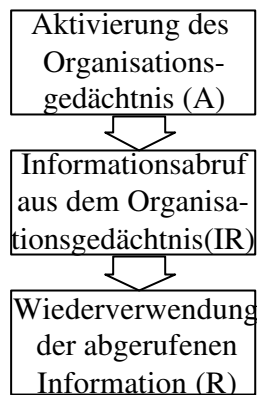 Aktivierung des
Organisations-
gedächtnis (A)
Informationsabruf
aus dem Organisa-
tionsgedächtnis(IR)
Wiederverwendung
der abgerufenen
Information (R)